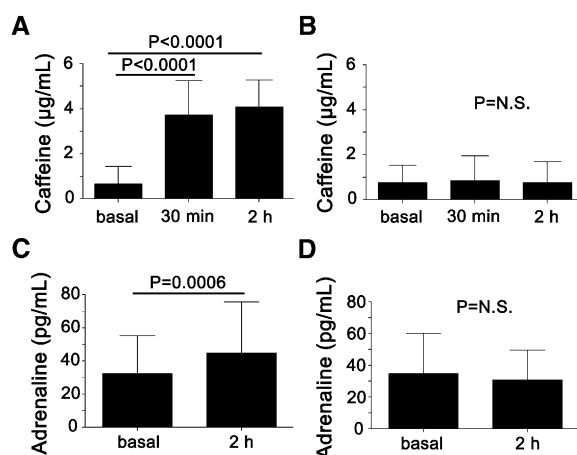 A
P<0.0001
P<0.0001
Caffeine (µg/mL)
6
4
2
0
basal 30 min 2 h
B
P=N.S.
Caffeine (µg/mL)
6
4
2
0
basal 30 min 2 h
C
P=0.0006
Adrenaline (pg/mL)
80
60
40
20
0
basal 2 h
D
P=N.S.
Adrenaline (pg/mL)
80
60
40
20
0
basal 2 h